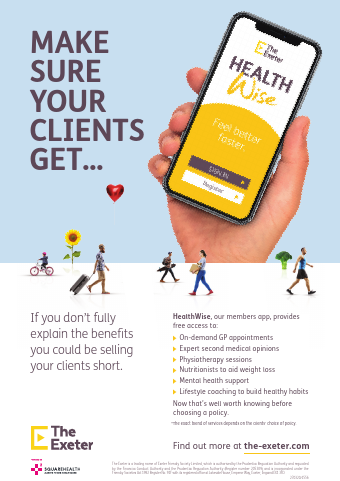 MAKE
SURE
YOUR
CLIENTS
GET...
The
Exeter
HEALTH
Wise
Feel better
faster.
SIGN IN
Register
If you don't fully
explain the benefits
you could be selling
your clients short.
HealthWise, our members app, provides
free access to:
On-demand GP appointments
Expert second medical opinions
Physiotherapy sessions
Nutritionists to aid weight loss
Mental health support
Lifestyle coaching to build healthy habits
Now that's well worth knowing before
choosing a policy.
The
Exeter
SQUAREHEALTH
Find out more at the-exeter.com